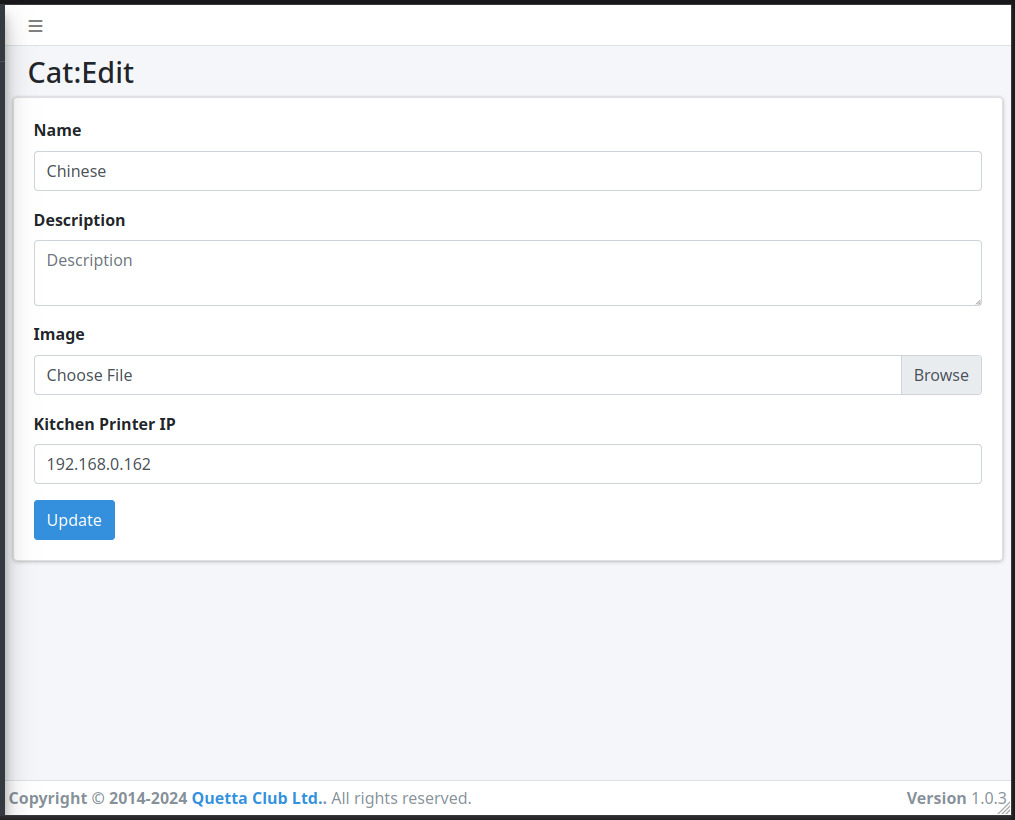 Cat:Edit
Name
Chinese
Description
Description
Image
Choose File Browse
Kitchen Printer IP
192.168.0.162
Update
Copyright © 2014-2024 Quetta Club Ltd.. All rights reserved. Version 1.0.3